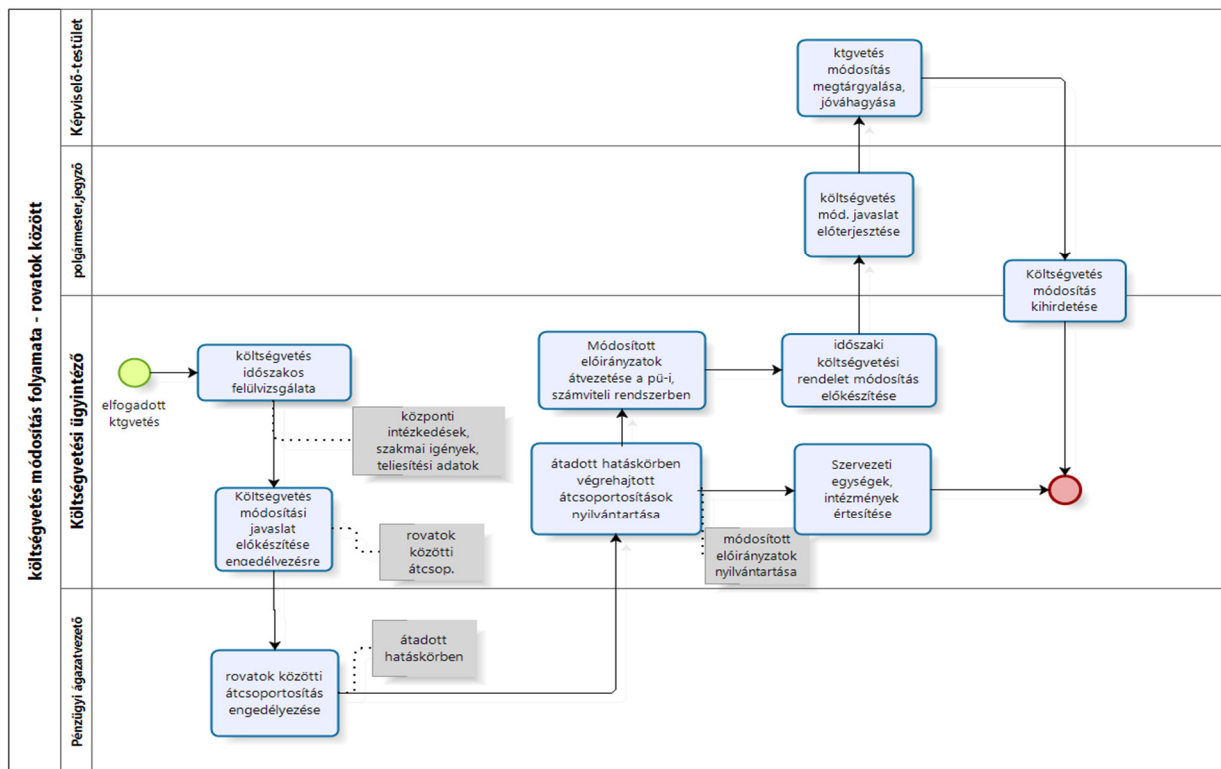 költségvetés módosítás folyamata - rovatok között
Képviselő-testület
ktgvetés
módosítás
megtárgyalása,
jóváhagyása
polgármester,jegyző
költségvetés
mód. javaslat
előterjesztése
Költségvetés
módosítás
kihirdetése
Költségvetési ügyintéző
elfogadott
ktgvetés
költségvetés
időszakos
felülvizsgálata
központi
intézkedések,
szakmai igények,
teljesítési adatok
Költségvetés
módosítási
javaslat
előkészítése
engedélyezésre
rovatok
közötti
átcsop.
Módosított
előirányzatok
átvezetése a pü-i,
számviteli rendszerben
időszaki
költségvetési
rendelet módosítás
előkészítése
átadott hatáskörben
végrehajtott
átcsoportosítások
nyilvántartása
módosított
előirányzatok
nyilvántartása
Szervezeti
egységek,
intézmények
értesítése
Pénzügyi ágazatvezető
rovatok közötti
átcsoportosítás
engedélyezése
átadott
hatáskörben